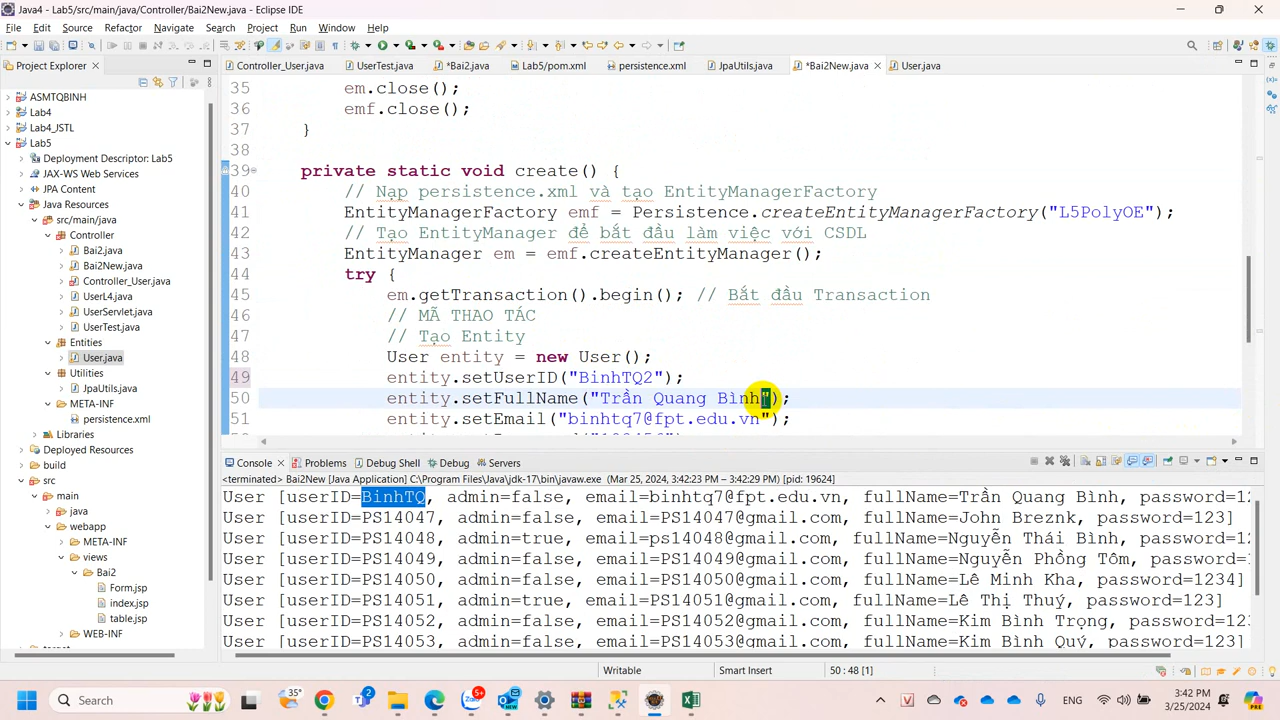 Java4 - Lab5/src/main/java/Controller/Bai2New.java - Eclipse IDE
File Edit Source Refactor Navigate Search Project Run Window Help
Project Explorer
Controller_User.java UserTest.java *Bai2.java Lab5/pom.xml persistence.xml JpaUtils.java *Bai2New.java User.java
ASMTQBINH
Lab4
Lab4_JSTL
Lab5
Deployment Descriptor: Lab5
JAX-WS Web Services
JPA Content
Java Resources
src/main/java
Controller
Bai2.java
Bai2New.java
Controller_User.java
UserL4.java
UserServlet.java
UserTest.java
Entities
User.java
Utilities
JpaUtils.java
META-INF
persistence.xml
Libraries
Deployed Resources
build
src
main
java
webapp
META-INF
views
Bai2
Form.jsp
index.jsp
table.jsp
WEB-INF
35 em.close();
36 emf.close();
37 }
38
39 private static void create() {
40 // Nạp persistence.xml và tạo EntityManagerFactory
41 EntityManagerFactory emf = Persistence.createEntityManagerFactory("L5PolyOE");
42 // Tạo EntityManager để bắt đầu làm việc với CSDL
43 EntityManager em = emf.createEntityManager();
44 try {
45 em.getTransaction().begin(); // Bắt đầu Transaction
46 // MÃ THAO TÁC
47 // Tạo Entity
48 User entity = new User();
49 entity.setUserID("BinhTQ2");
50 entity.setFullName("Trần Quang Bình");
51 entity.setEmail("binhtq7@fpt.edu.vn");
Console Problems Debug Shell Debug Servers
<terminated> Bai2New [Java Application] C:\Program Files\Java\jdk-17\bin\javaw.exe (Mar 25, 2024, 3:42:23 PM – 3:42:29 PM) [pid: 19624]
User [userID=BinhTQ, admin=false, email=binhtq7@fpt.edu.vn, fullName=Trần Quang Bình, password=12
User [userID=PS14047, admin=false, email=PS14047@gmail.com, fullName=John Breznk, password=123]
User [userID=PS14048, admin=true, email=ps14048@gmail.com, fullName=Nguyễn Thái Bình, password=123]
User [userID=PS14049, admin=false, email=PS14049@gmail.com, fullName=Nguyễn Phồng Tôm, password=123]
User [userID=PS14050, admin=false, email=PS14050@gmail.com, fullName=Lê Minh Kha, password=1234]
User [userID=PS14051, admin=true, email=PS14051@gmail.com, fullName=Lê Thị Thuý, password=123]
User [userID=PS14052, admin=false, email=PS14052@gmail.com, fullName=Kim Bình Trọng, password=123]
User [userID=PS14053, admin=false, email=PS14053@gmail.com, fullName=Kim Bình Quý, password=123]
Writable Smart Insert 50 : 48 [1]
Search 35° 2 5+ ENG 3:42 PM
3/25/2024